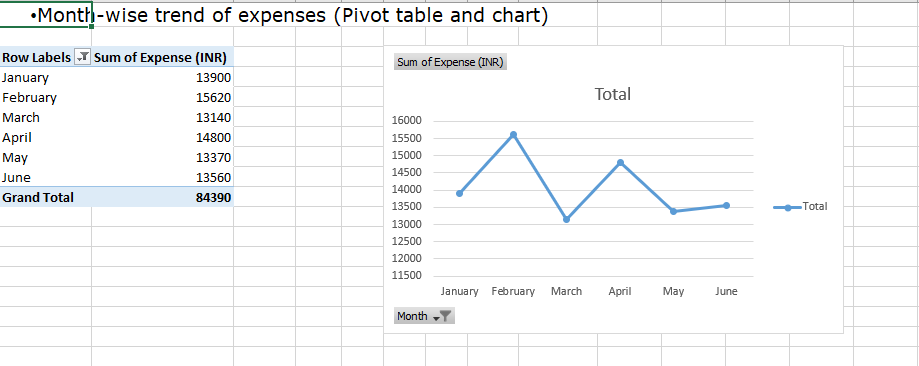 •Month-wise trend of expenses (Pivot table and chart)
Row Labels Sum of Expense (INR)
January 13900
February 15620
March 13140
April 14800
May 13370
June 13560
Grand Total 84390
Sum of Expense (INR)
Total
16000
15500
15000
14500
14000
13500
13000
12500
12000
11500
January February March April May June
Total
Month